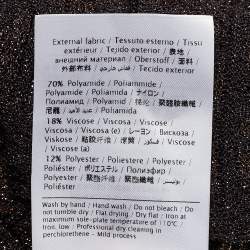 External fabric / Tessuto esterno / Tissu
extérieur / Tejido exterior / 表地
/ внешний материал / Oberstoff / 面料 /
外部布料 / قماش خارجي / Tecido exterior
70% Polyamide / Poliammide /
Polyamide / Poliamida / ナイロン /
Полиамид / Polyamid / 锦纶 / 聚醯胺纖維 /
尼龍 / / Poliamida
18% Viscose / Viscosa / Viscose /
Viscosa / Viscosa (e) / レーヨン / Вискоза /
Viskose / 粘胶纤维 / 嫘縈 / فسكوز / Viskose
/ Viscose (a)
12% Polyester / Poliestere / Polyester /
Poliéster / ポリエステル / Полиэфир /
Polyester / 聚酯纤维 / 聚酯纖維 / بوليستر /
Poliéster
Wash by hand / Hand wash / Do not bleach / Do
not tumble dry / Flat drying. / Dry flat / Iron at
maximum sole-plate temperature of 110°C /
Iron, low. / Professional dry cleaning in
perchloroethene - Mild process